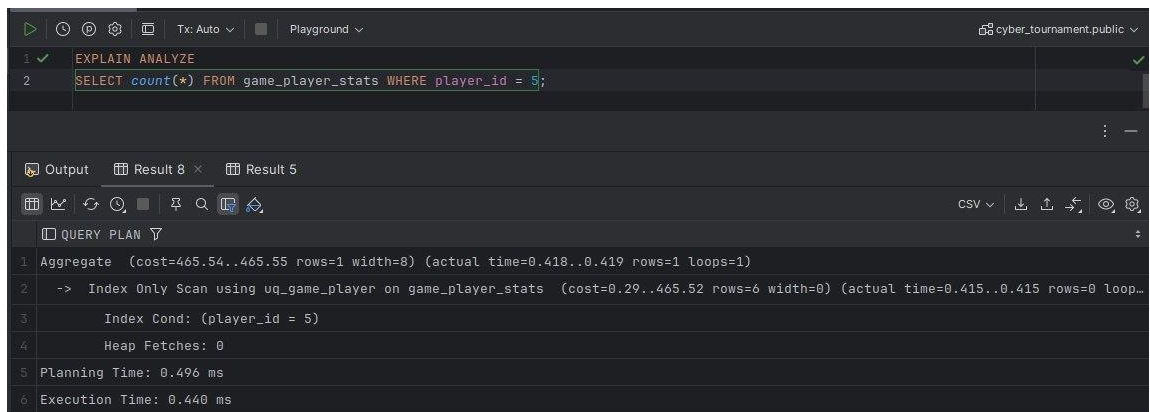 Tx: Auto
Playground
cyber_tournament.public
1 EXPLAIN ANALYZE
2 SELECT count(*) FROM game_player_stats WHERE player_id = 5;
Output
Result 8
Result 5
CSV
QUERY PLAN
1 Aggregate  (cost=465.54..465.55 rows=1 width=8) (actual time=0.418..0.419 rows=1 loops=1)
2 ->  Index Only Scan using uq_game_player on game_player_stats  (cost=0.29..465.52 rows=6 width=0) (actual time=0.415..0.415 rows=0 loop…
3 Index Cond: (player_id = 5)
4 Heap Fetches: 0
5 Planning Time: 0.496 ms
6 Execution Time: 0.440 ms